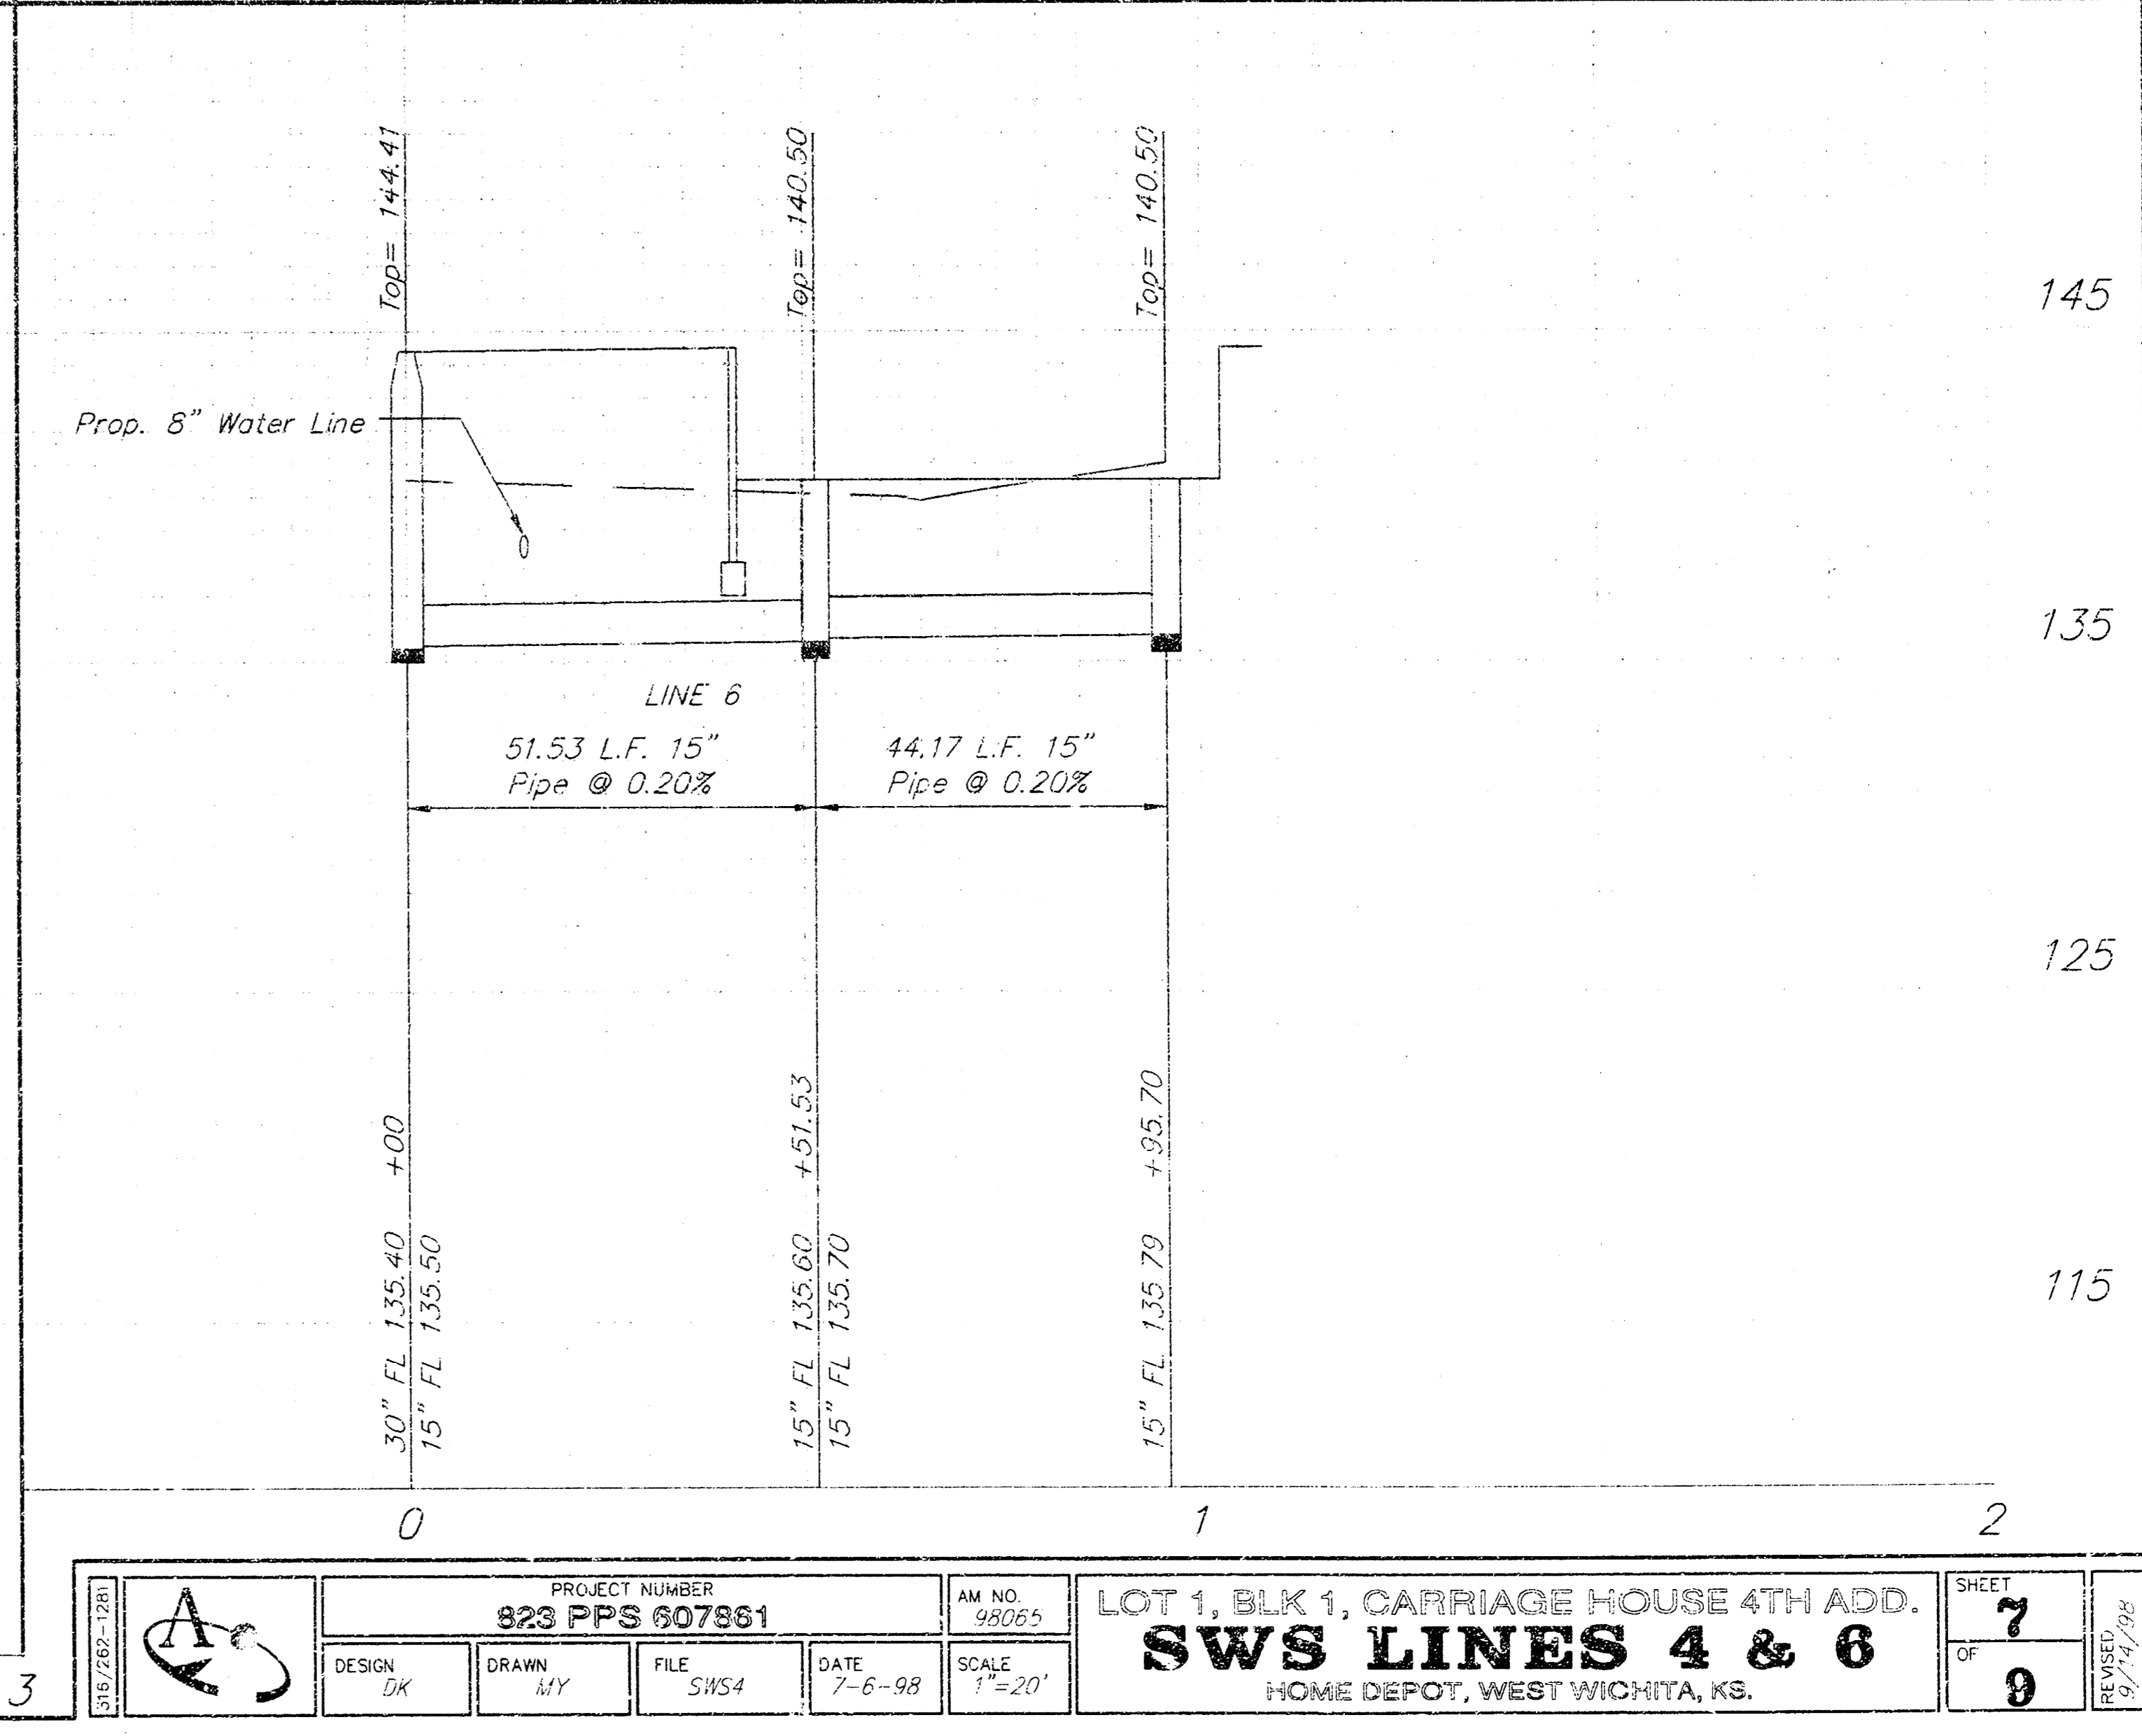 Top= 144.41
Top= 140.50
Top= 140.50
145
Prop. 8" Water Line
135
LINE 6
51.53 L.F. 15"
Pipe @ 0.20%
44.17 L.F. 15"
Pipe @ 0.20%
125
+00
+51.53
+95.70
30" FL 135.40
15" FL 135.50
15" FL 135.60
15" FL 135.70
15" FL 135.79
115
0
1
2
3
316/262-1281
A
PROJECT NUMBER
823 PPS 607861
AM NO.
98065
DESIGN
DK
DRAWN
MY
FILE
SWS4
DATE
7-6-98
SCALE
1"=20'
LOT 1, BLK 1, CARRIAGE HOUSE 4TH ADD.
SWS LINES 4 & 6
HOME DEPOT, WEST WICHITA, KS.
SHEET
7
OF
9
REVISED
9/14/98